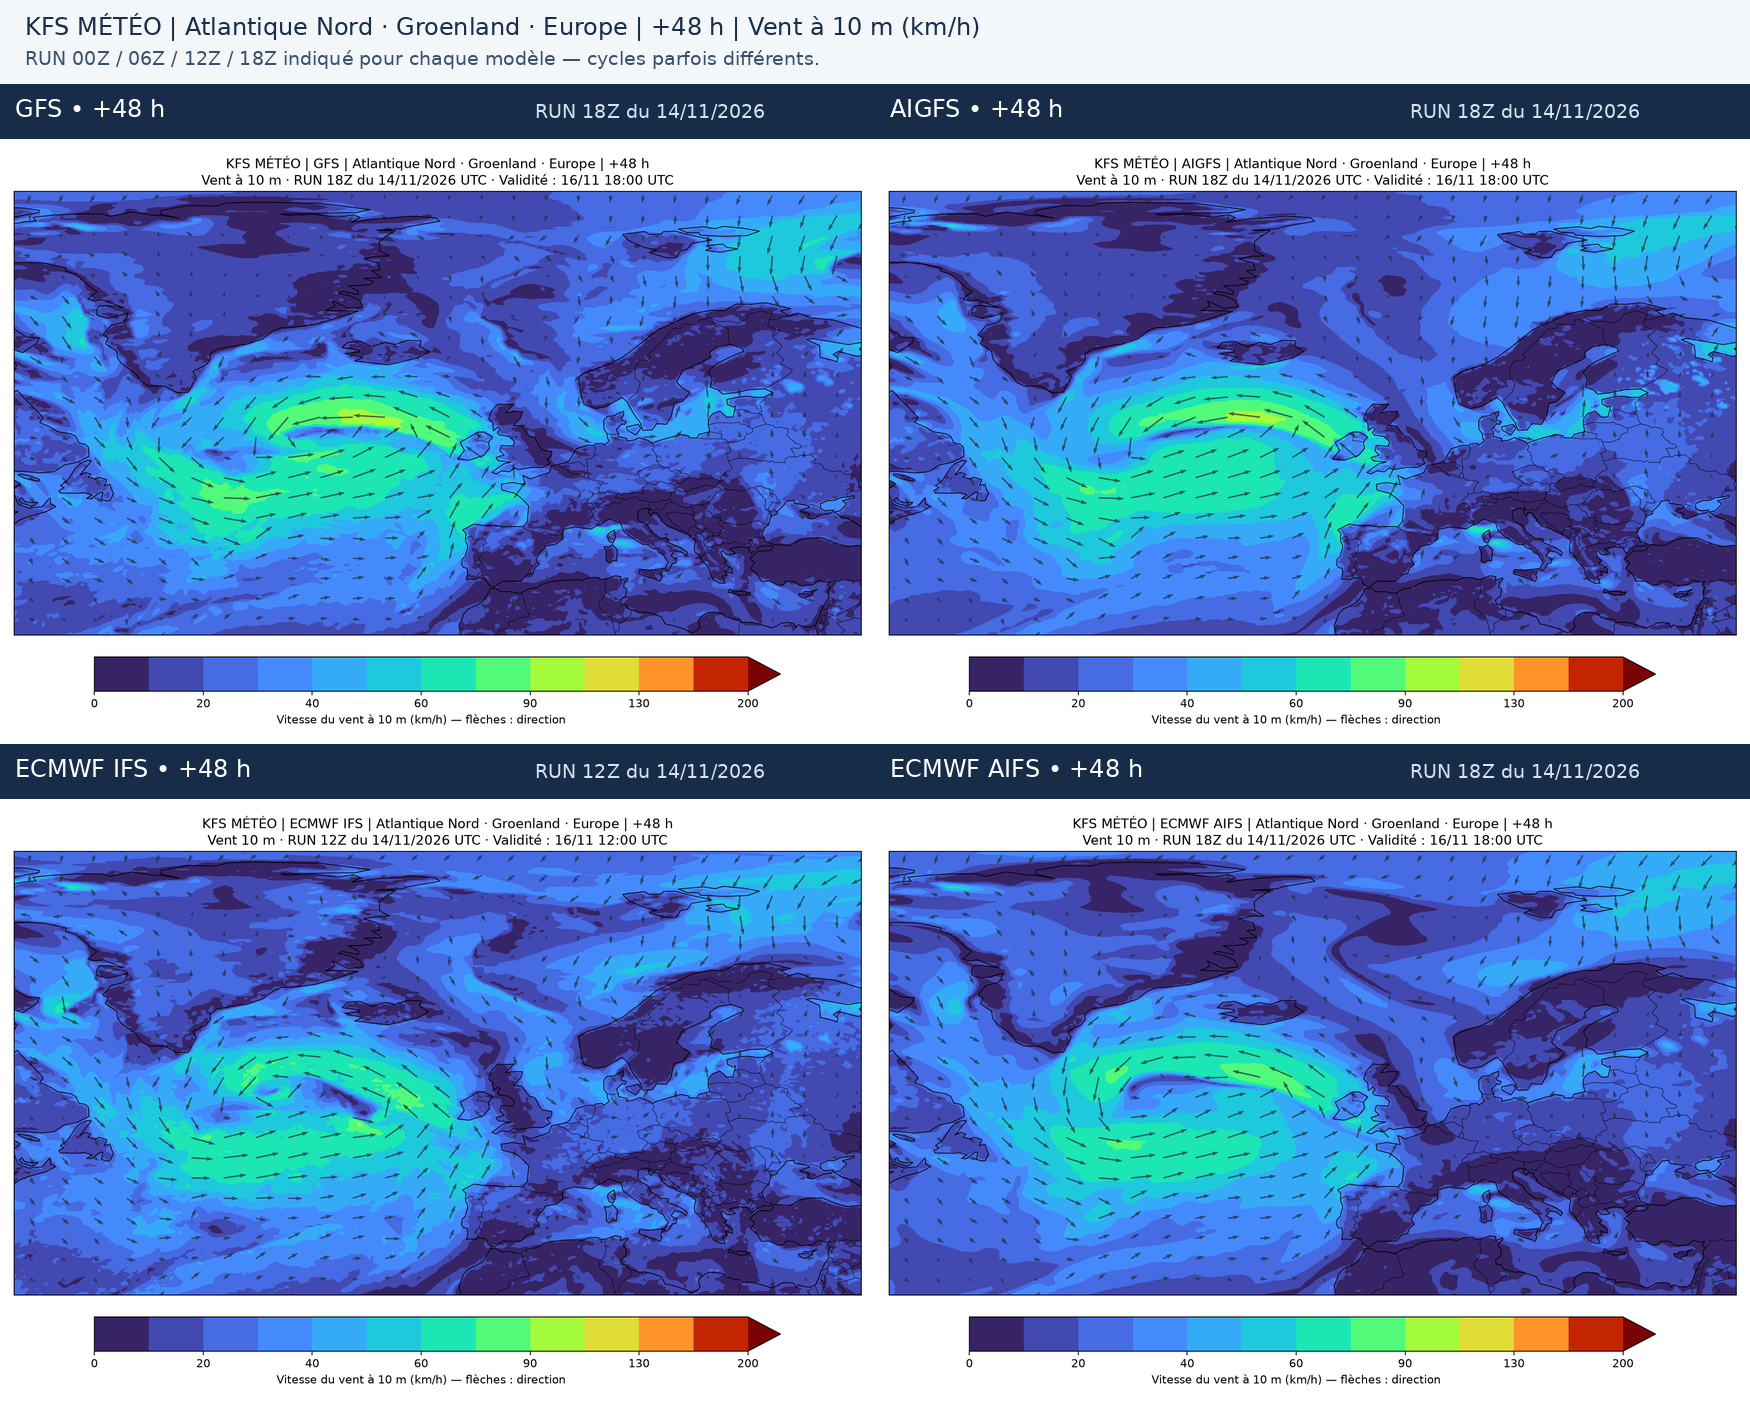 KFS MÉTÉO | Atlantique Nord · Groenland · Europe | +48 h | Vent à 10 m (km/h)
RUN 00Z / 06Z / 12Z / 18Z indiqué pour chaque modèle — cycles parfois différents.
GFS • +48 h
RUN 18Z du 14/11/2026
KFS MÉTÉO | GFS | Atlantique Nord · Groenland · Europe | +48 h
Vent à 10 m · RUN 18Z du 14/11/2026 UTC · Validité : 16/11 18:00 UTC
0 20 40 60 90 130 200
Vitesse du vent à 10 m (km/h) — flèches : direction
AIGFS • +48 h
RUN 18Z du 14/11/2026
KFS MÉTÉO | AIGFS | Atlantique Nord · Groenland · Europe | +48 h
Vent à 10 m · RUN 18Z du 14/11/2026 UTC · Validité : 16/11 18:00 UTC
0 20 40 60 90 130 200
Vitesse du vent à 10 m (km/h) — flèches : direction
ECMWF IFS • +48 h
RUN 12Z du 14/11/2026
KFS MÉTÉO | ECMWF IFS | Atlantique Nord · Groenland · Europe | +48 h
Vent 10 m · RUN 12Z du 14/11/2026 UTC · Validité : 16/11 12:00 UTC
0 20 40 60 90 130 200
Vitesse du vent à 10 m (km/h) — flèches : direction
ECMWF AIFS • +48 h
RUN 18Z du 14/11/2026
KFS MÉTÉO | ECMWF AIFS | Atlantique Nord · Groenland · Europe | +48 h
Vent 10 m · RUN 18Z du 14/11/2026 UTC · Validité : 16/11 18:00 UTC
0 20 40 60 90 130 200
Vitesse du vent à 10 m (km/h) — flèches : direction